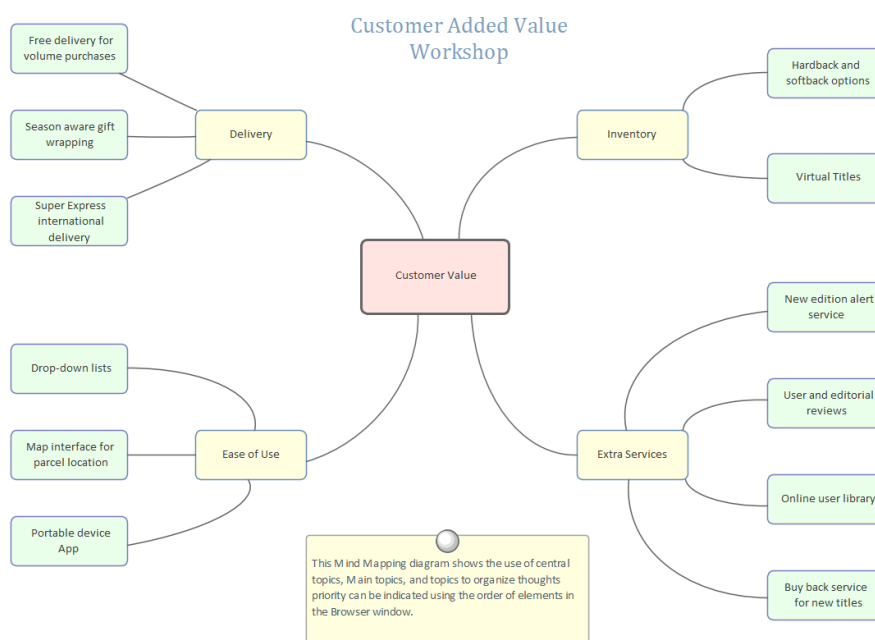 Customer Added Value
Workshop
Free delivery for
volume purchases
Season aware gift
wrapping
Super Express
international
delivery
Delivery
Inventory
Hardback and
softback options
Virtual Titles
Customer Value
Drop-down lists
Map interface for
parcel location
Portable device
App
Ease of Use
Extra Services
New edition alert
service
User and editorial
reviews
Online user library
Buy back service
for new titles
This Mind Mapping diagram shows the use of central
topics, Main topics, and topics to organize thoughts
priority can be indicated using the order of elements in
the Browser window.